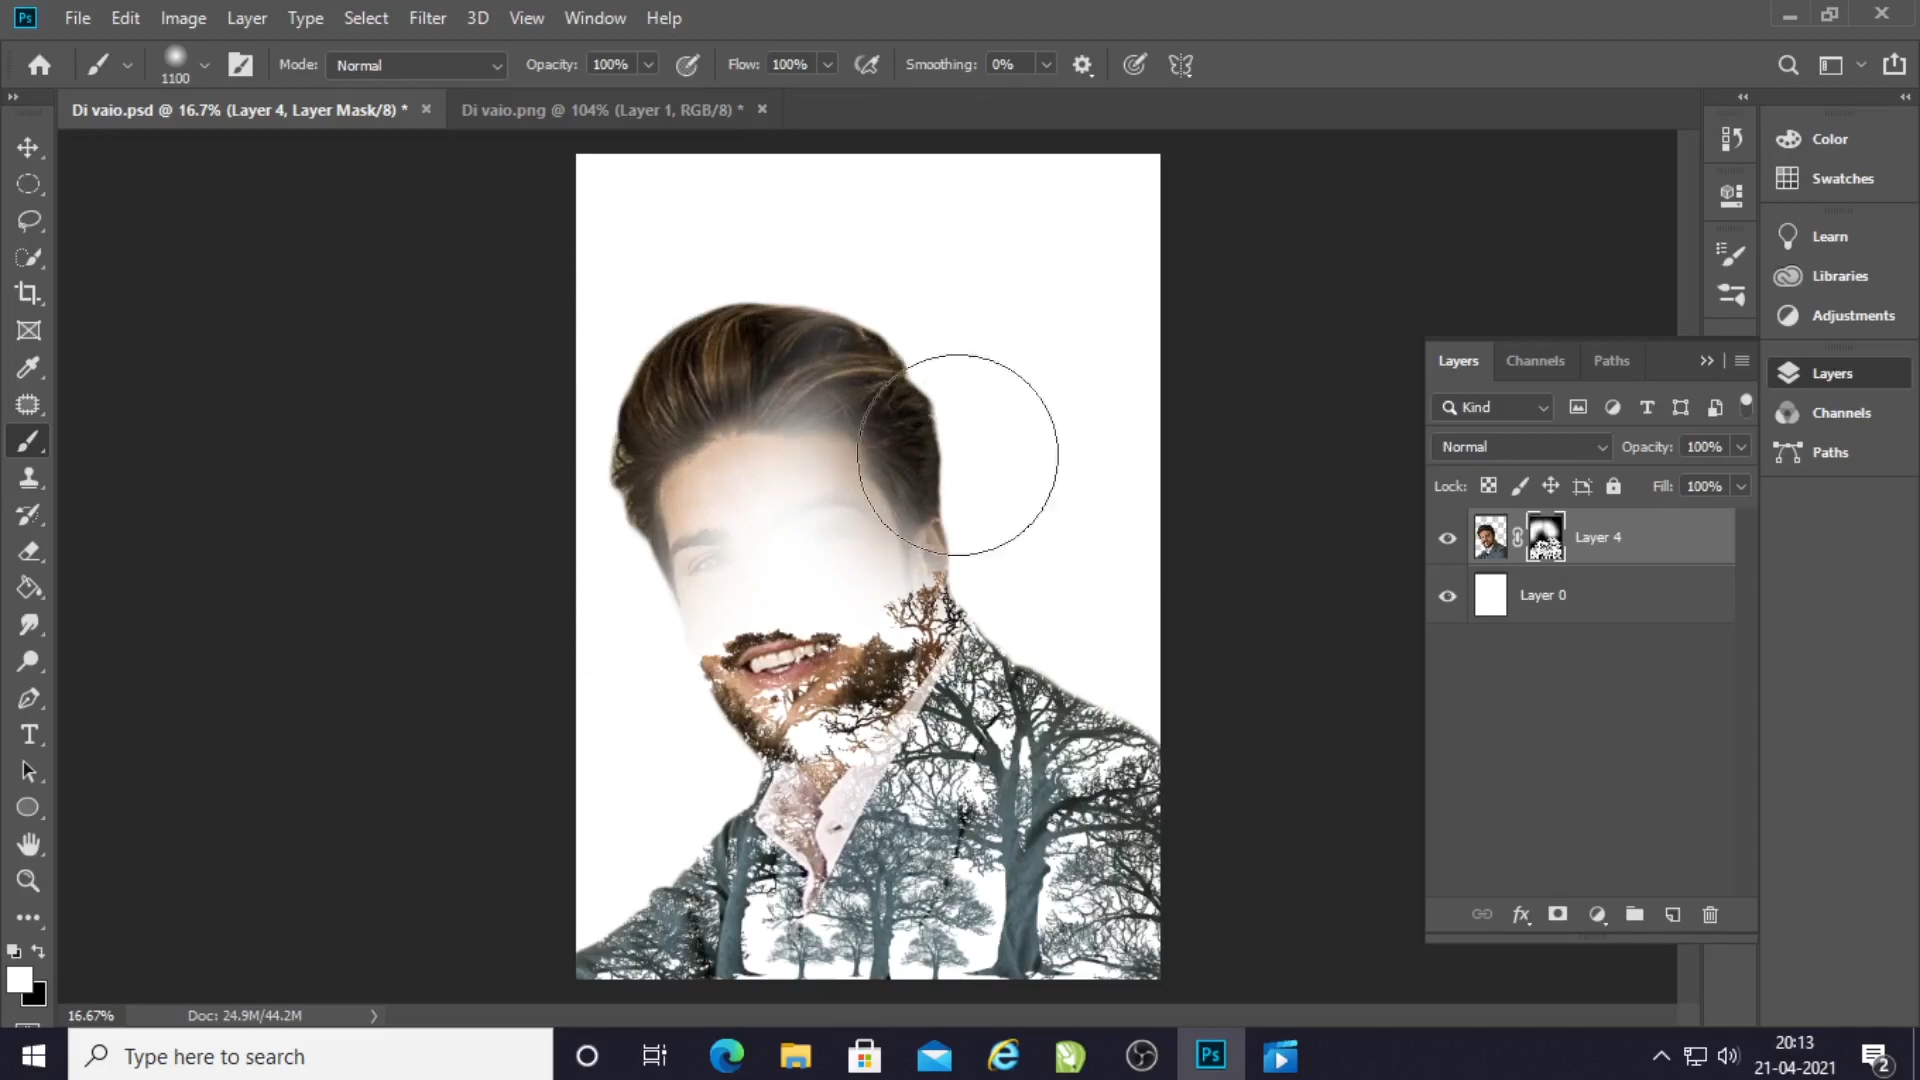 Ps File Edit Image Layer Type Select Filter 3D View Window Help
1100 Mode: Normal Opacity: 100% Flow: 100% Smoothing: 0%
Di vaio.psd @ 16.7% (Layer 4, Layer Mask/8) * Di vaio.png @ 104% (Layer 1, RGB/8) *
Color
Swatches
Learn
Libraries
Adjustments
Layers
Channels
Paths
Layers Channels Paths
Kind
Normal Opacity: 100%
Lock: Fill: 100%
Layer 4
Layer 0
fx
16.67% Doc: 24.9M/44.2M
Type here to search
Ps
20:13
21-04-2021
2